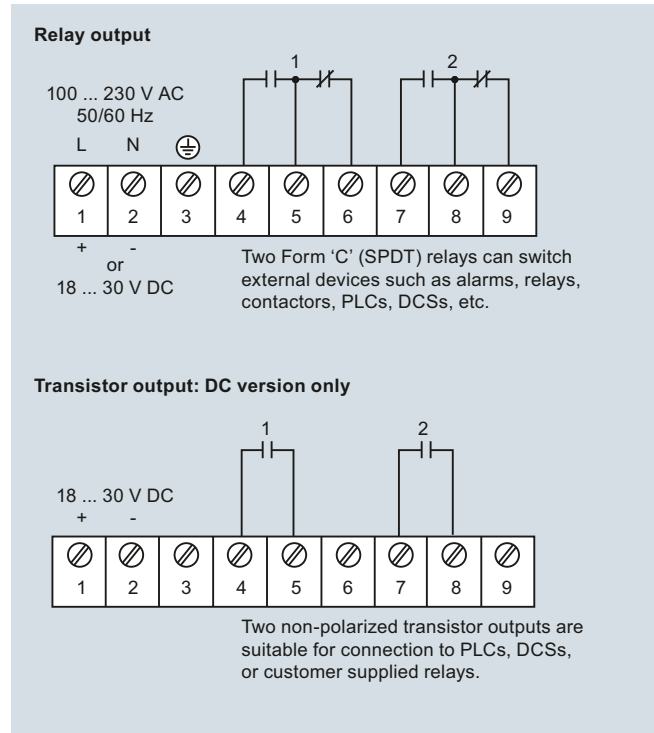 Relay output
1
2
100 ... 230 V AC
50/60 Hz
L N
1 2 3 4 5 6 7 8 9
+ -
or
18 ... 30 V DC
Two Form ‘C’ (SPDT) relays can switch
external devices such as alarms, relays,
contactors, PLCs, DCSs, etc.
Transistor output: DC version only
1
2
18 ... 30 V DC
+ -
1 2 3 4 5 6 7 8 9
Two non-polarized transistor outputs are
suitable for connection to PLCs, DCSs,
or customer supplied relays.